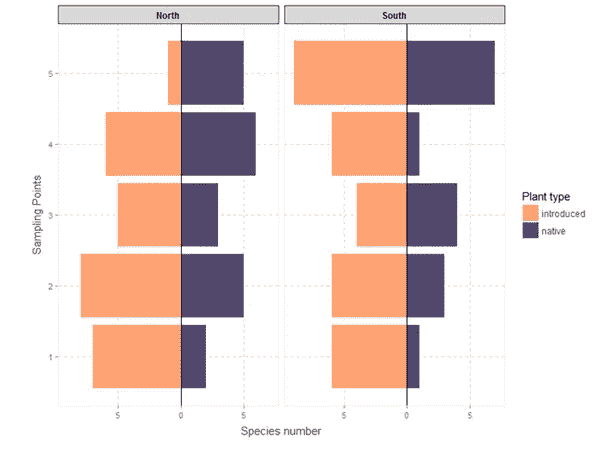 North South
5
4
3
2
1
Sampling Points
5 0 5 5 0 5
Species number
Plant type
introduced
native